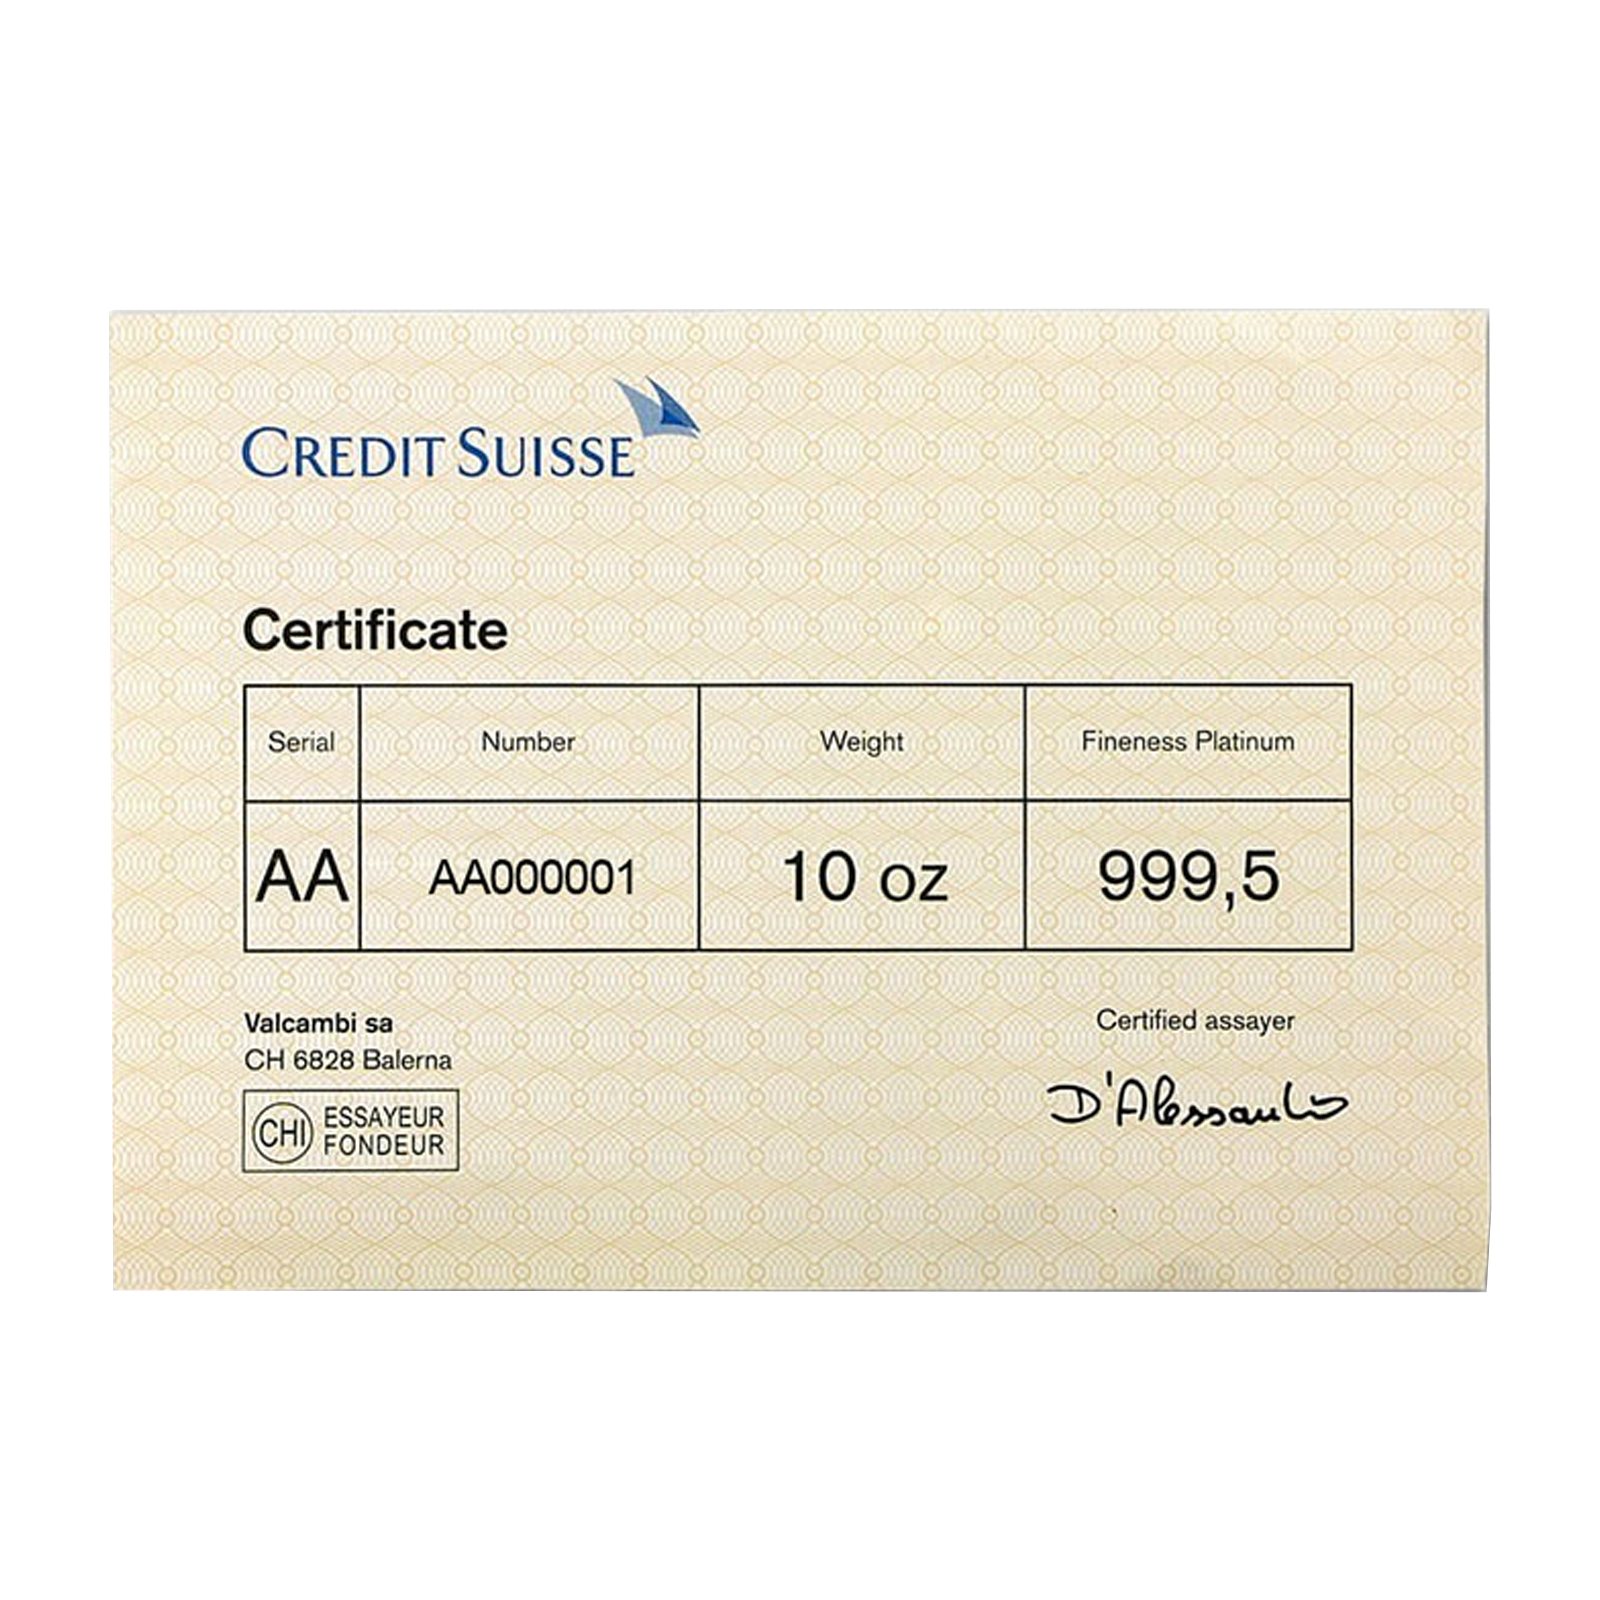 CREDIT SUISSE
Certificate
Serial Number Weight Fineness Platinum
AA AA000001 10 oz 999,5
Valcambi sa
CH 6828 Balerna
CHI ESSAYEUR
FONDEUR
Certified assayer